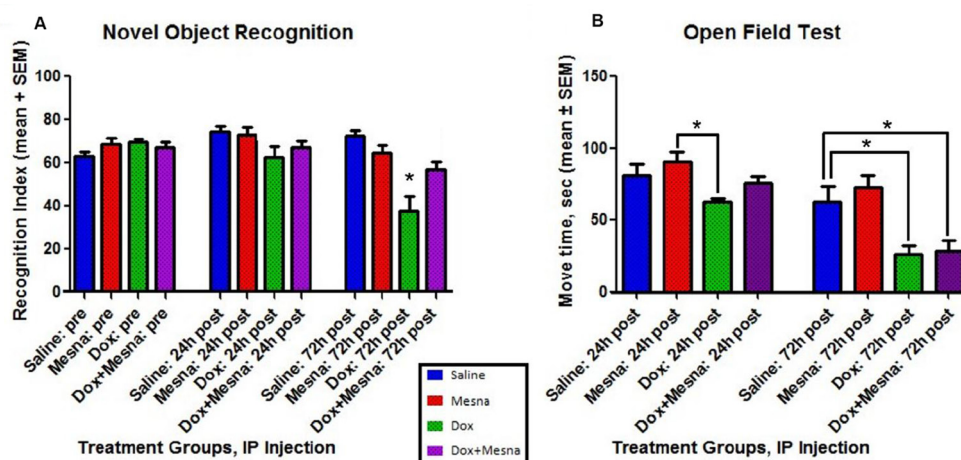 A
Novel Object Recognition
Recognition Index (mean + SEM)
100
80
60
40
20
0
*
Saline: pre
Mesna: pre
Dox: pre
Dox+Mesna: pre
Saline: 24h post
Mesna: 24h post
Dox: 24h post
Dox+Mesna: 24h post
Saline: 72h post
Mesna: 72h post
Dox: 72h post
Dox+Mesna: 72h post
Treatment Groups, IP Injection
Saline
Mesna
Dox
Dox+Mesna
B
Open Field Test
Move time, sec (mean ± SEM)
150
100
50
0
*
*
*
Saline: 24h post
Mesna: 24h post
Dox: 24h post
Dox+Mesna: 24h post
Saline: 72h post
Mesna: 72h post
Dox: 72h post
Dox+Mesna: 72h post
Treatment Groups, IP Injection